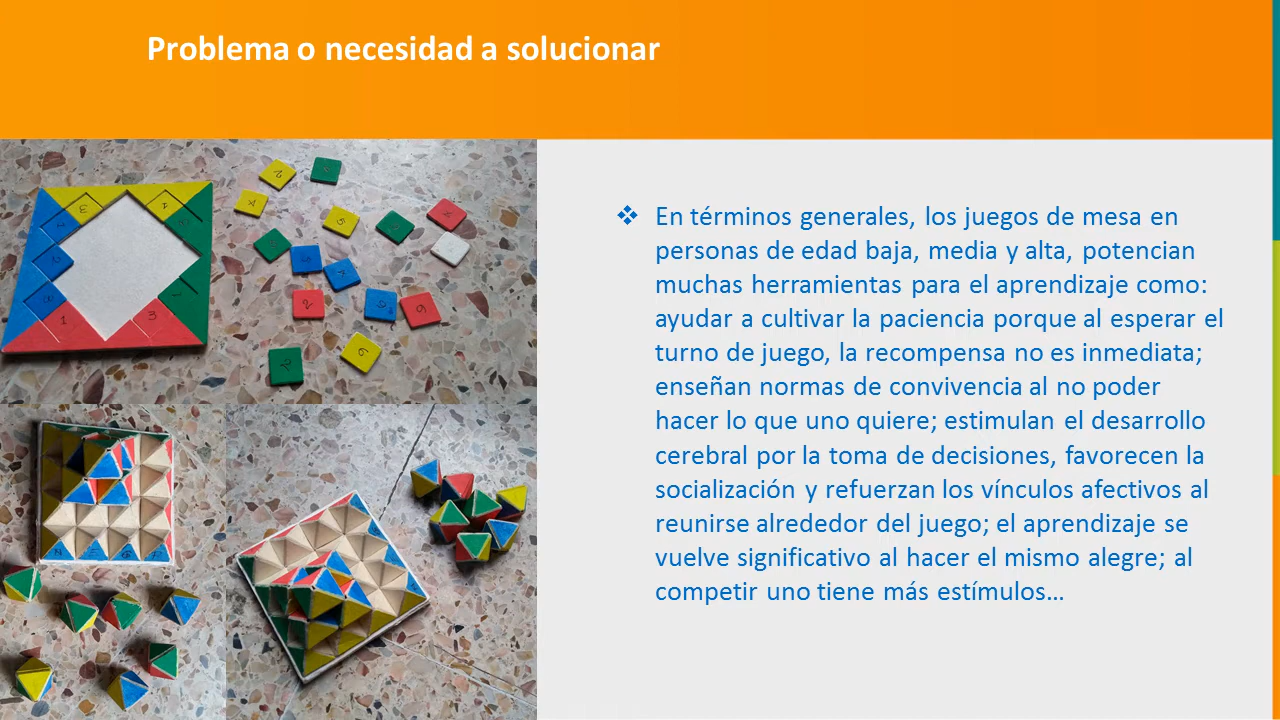 Problema o necesidad a solucionar
❖ En términos generales, los juegos de mesa en
personas de edad baja, media y alta, potencian
muchas herramientas para el aprendizaje como:
ayudar a cultivar la paciencia porque al esperar el
turno de juego, la recompensa no es inmediata;
enseñan normas de convivencia al no poder
hacer lo que uno quiere; estimulan el desarrollo
cerebral por la toma de decisiones, favorecen la
socialización y refuerzan los vínculos afectivos al
reunirse alrededor del juego; el aprendizaje se
vuelve significativo al hacer el mismo alegre; al
competir uno tiene más estímulos…